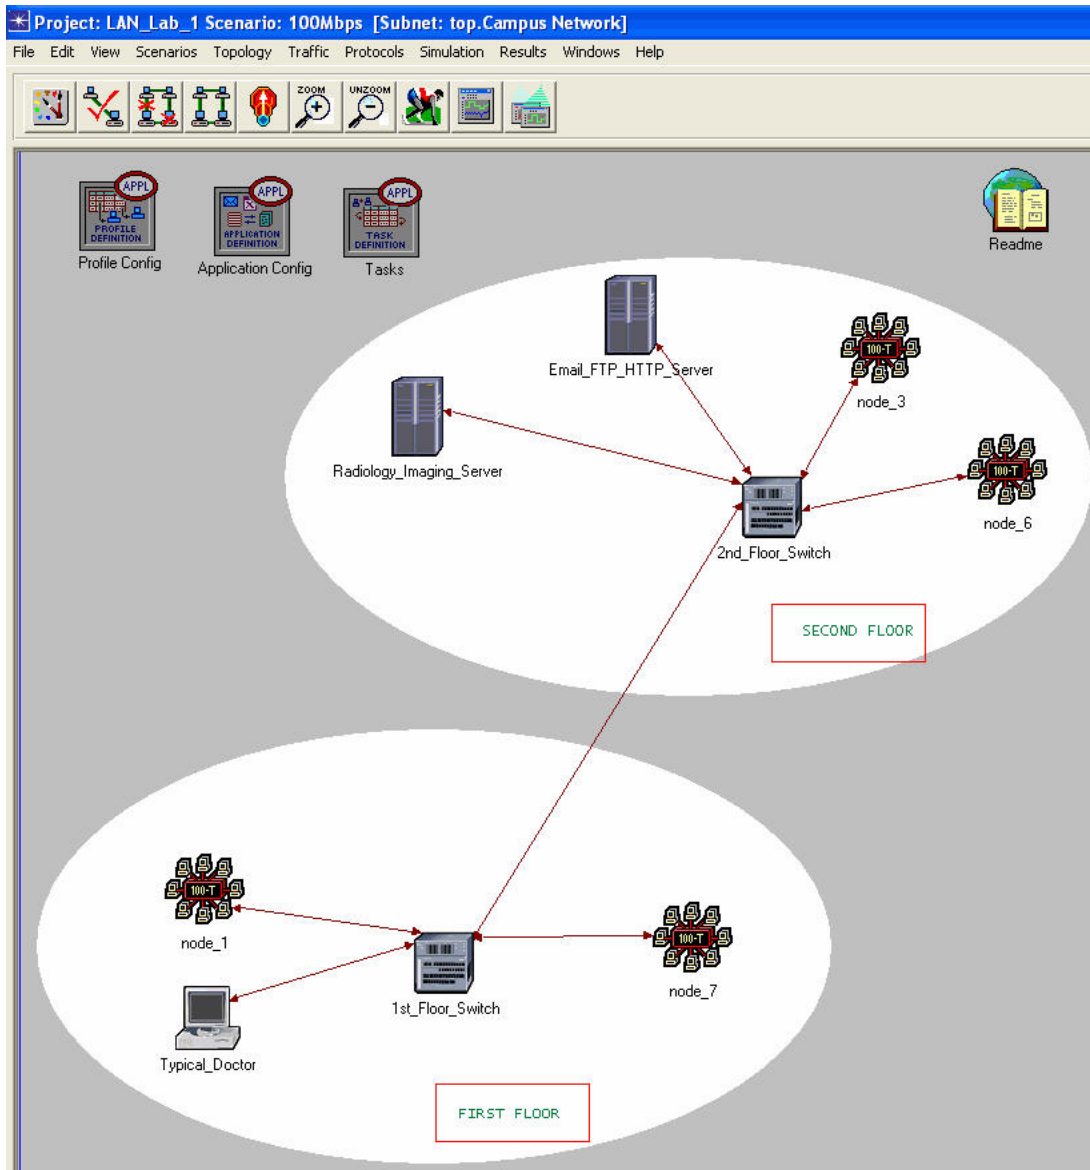 Project: LAN_Lab_1 Scenario: 100Mbps [Subnet: top.Campus Network]
File Edit View Scenarios Topology Traffic Protocols Simulation Results Windows Help
ZOOM UNZOOM
APPL APPL APPL
PROFILE DEFINITION
APPLICATION DEFINITION
TASK DEFINITION
Profile Config Application Config Tasks
Readme
Email_FTP_HTTP_Server
100-T
node_3
Radiology_Imaging_Server
100-T
node_6
2nd_Floor_Switch
SECOND FLOOR
100-T
node_1
100-T
node_7
1st_Floor_Switch
Typical_Doctor
FIRST FLOOR